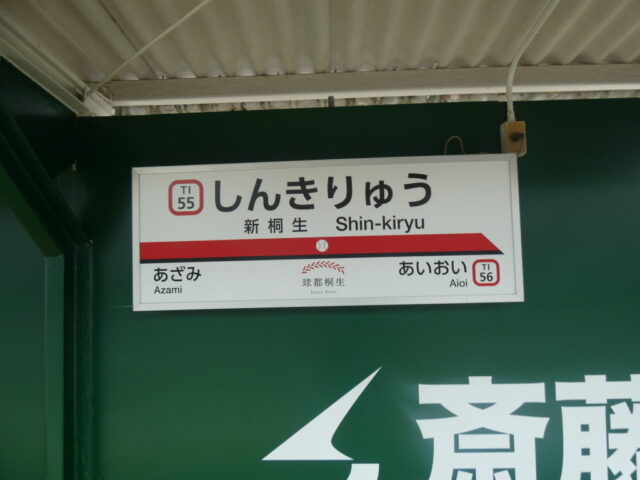 TI
55
しんきりゅう
新桐生 Shin-kiryu
あざみ
Azami
球都桐生
あいおい
Aioi
TI
56
斎藤